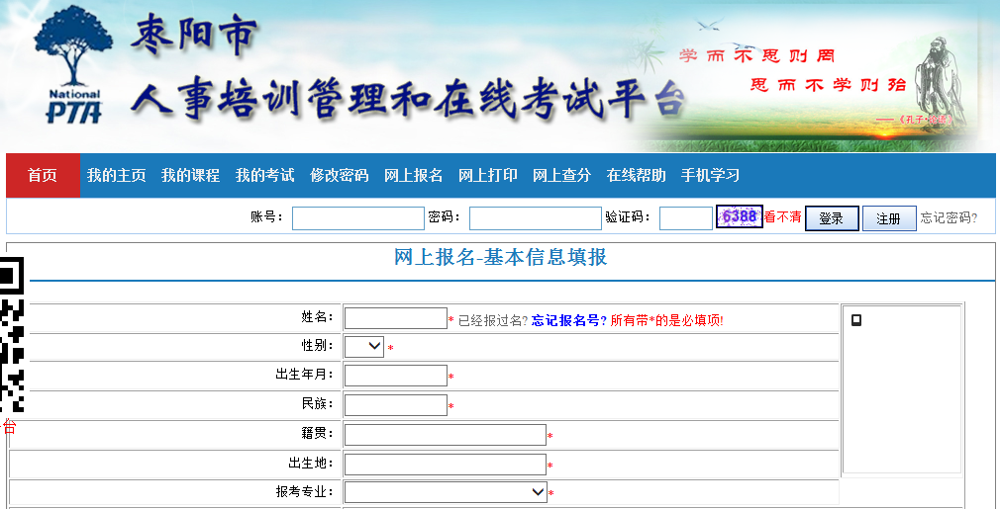 枣阳市
人事培训管理和在线考试平台
National
PTA
学而不思则罔
思而不学则殆
——《孔子·论语》
首页 我的主页 我的课程 我的考试 修改密码 网上报名 网上打印 网上查分 在线帮助 手机学习
账号： 密码： 验证码： 6388 看不清 登录 注册 忘记密码?
网上报名-基本信息填报
姓名： * 已经报过名? 忘记报名号? 所有带*的是必填项!
性别： *
出生年月： *
民族： *
台
籍贯： *
出生地： *
报考专业： *